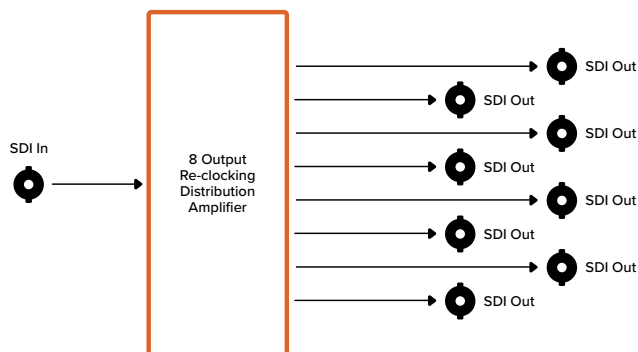 SDI In
8 Output
Re-clocking
Distribution
Amplifier
SDI Out
SDI Out
SDI Out
SDI Out
SDI Out
SDI Out
SDI Out
SDI Out